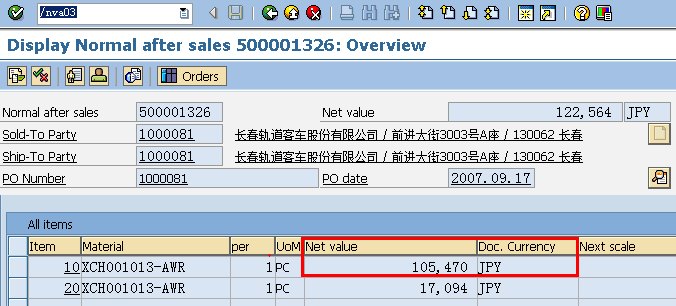 /nva03
Display Normal after sales 500001326: Overview
Orders
Normal after sales 500001326 Net value 122,564 JPY
Sold-To Party 1000081 长春轨道客车股份有限公司 / 前进大街3003号A座 / 130062 长春
Ship-To Party 1000081 长春轨道客车股份有限公司 / 前进大街3003号A座 / 130062 长春
PO Number 1000081 PO date 2007.09.17
All items
Item Material per UoM Net value Doc. Currency Next scale
10 XCH001013-AWR 1 PC 105,470 JPY
20 XCH001013-AWR 1 PC 17,094 JPY